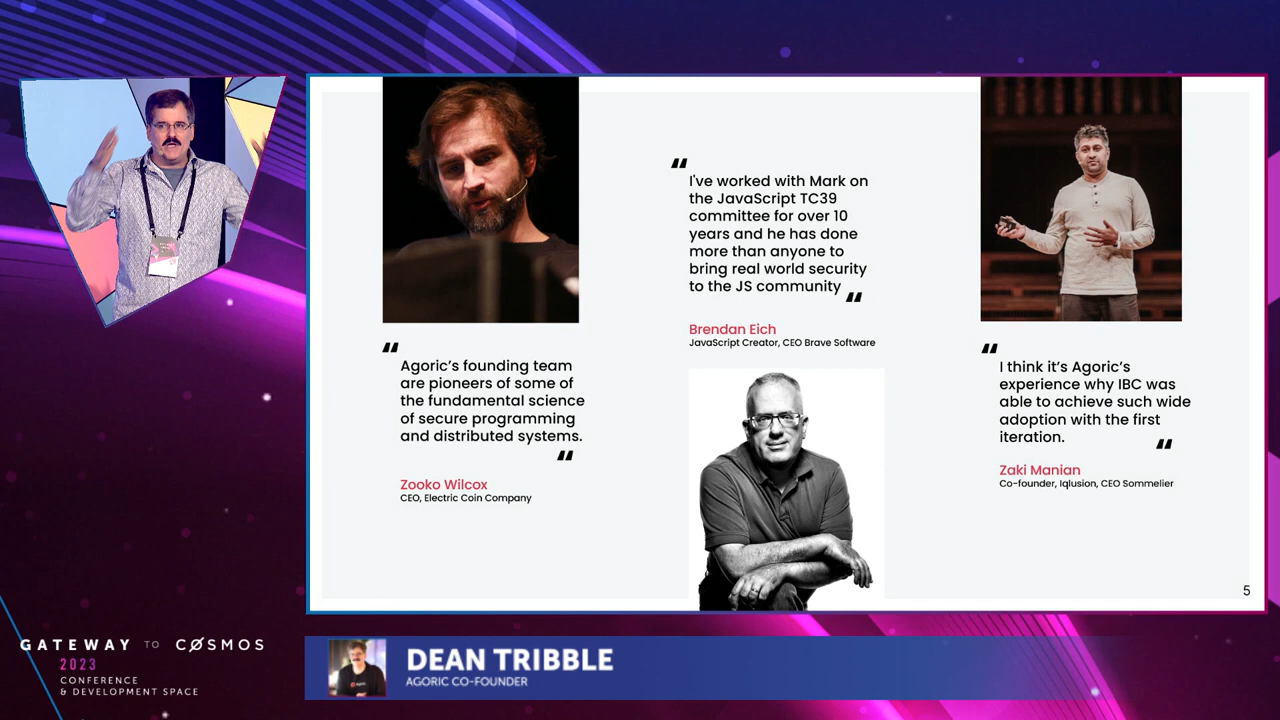 “
Agoric’s founding team
are pioneers of some of
the fundamental science
of secure programming
and distributed systems.
“
Zooko Wilcox
CEO, Electric Coin Company
“
I've worked with Mark on
the JavaScript TC39
committee for over 10
years and he has done
more than anyone to
bring real world security
to the JS community
“
Brendan Eich
JavaScript Creator, CEO Brave Software
“
I think it’s Agoric’s
experience why IBC was
able to achieve such wide
adoption with the first
iteration.
“
Zaki Manian
Co-founder, Iqlusion, CEO Sommelier
5
GATEWAY TO CØSMOS
2023
CONFERENCE
& DEVELOPMENT SPACE
DEAN TRIBBLE
AGORIC CO-FOUNDER